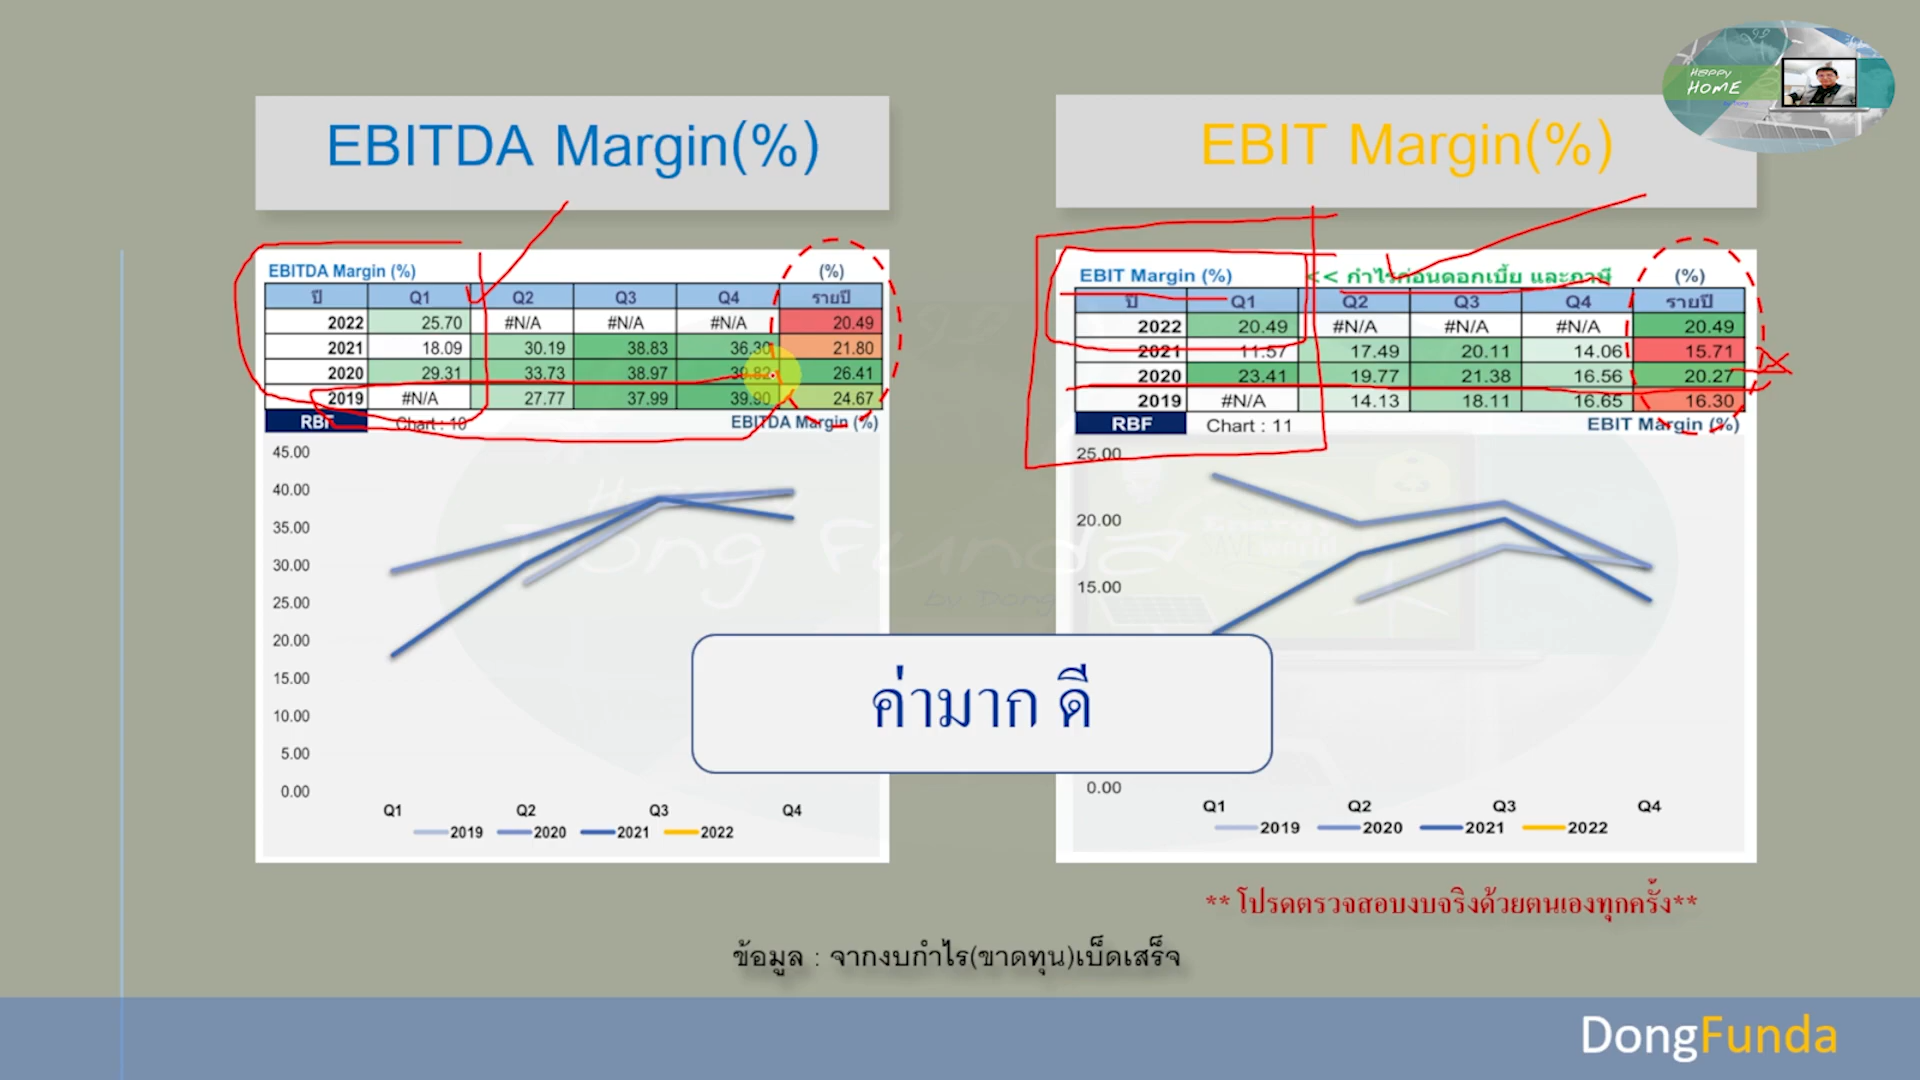 Happy
HOME
by Dong
EBITDA Margin(%)
EBIT Margin(%)
EBITDA Margin (%) (%)
ปี Q1 Q2 Q3 Q4 รายปี
2022 25.70 #N/A #N/A #N/A 20.49
2021 18.09 30.19 38.83 36.30 21.80
2020 29.31 33.73 38.97 39.82 26.41
2019 #N/A 27.77 37.99 39.90 24.67
RBF Chart : 10 EBITDA Margin (%)
45.00
40.00
35.00
30.00
25.00
20.00
15.00
10.00
5.00
0.00
Q1 Q2 Q3 Q4
2019 2020 2021 2022
EBIT Margin (%) << กำไรก่อนดอกเบี้ย และภาษี (%)
ปี Q1 Q2 Q3 Q4 รายปี
2022 20.49 #N/A #N/A #N/A 20.49
2021 11.57 17.49 20.11 14.06 15.71
2020 23.41 19.77 21.38 16.56 20.27
2019 #N/A 14.13 18.11 16.65 16.30
RBF Chart : 11 EBIT Margin (%)
25.00
20.00
15.00
0.00
Q1 Q2 Q3 Q4
2019 2020 2021 2022
Dong Funda
by Dong
ค่ามาก ดี
** โปรดตรวจสอบงบจริงด้วยตนเองทุกครั้ง**
ข้อมูล : จากงบกำไร(ขาดทุน)เบ็ดเสร็จ
DongFunda